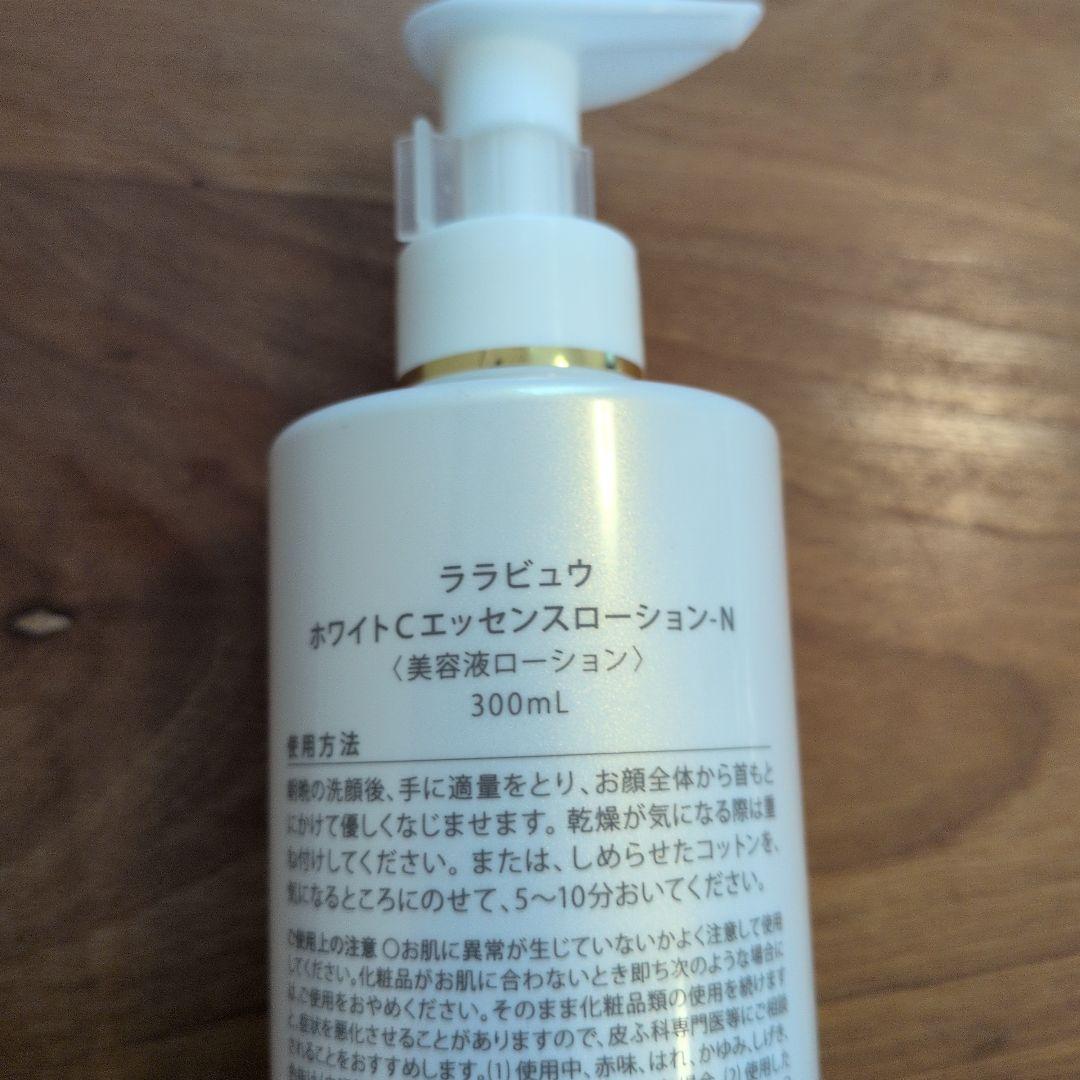 ララビュウ
ホワイトCエッセンスローション-N
〈美容液ローション〉
300mL
使用方法
朝晩の洗顔後、手に適量をとり、お顔全体から首もと
にかけて優しくなじませます。乾燥が気になる際は重
ね付けしてください。または、しめらせたコットンを、
気になるところにのせて、5〜10分おいてください。
ご使用上の注意 〇お肌に異常が生じていないかよく注意して使用
してください。化粧品がお肌に合わないとき即ち次のような場合に
は、ご使用をおやめください。そのまま化粧品類の使用を続けます
と、症状を悪化させることがありますので、皮ふ科専門医等にご相談
されることをおすすめします。(1)使用中、赤味、はれ、かゆみ、しげき、
(2)使用した